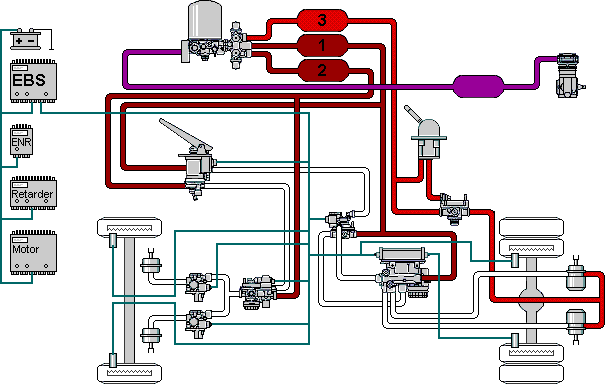 3
1
2
+ -
EBS
ENR
Retarder
Motor